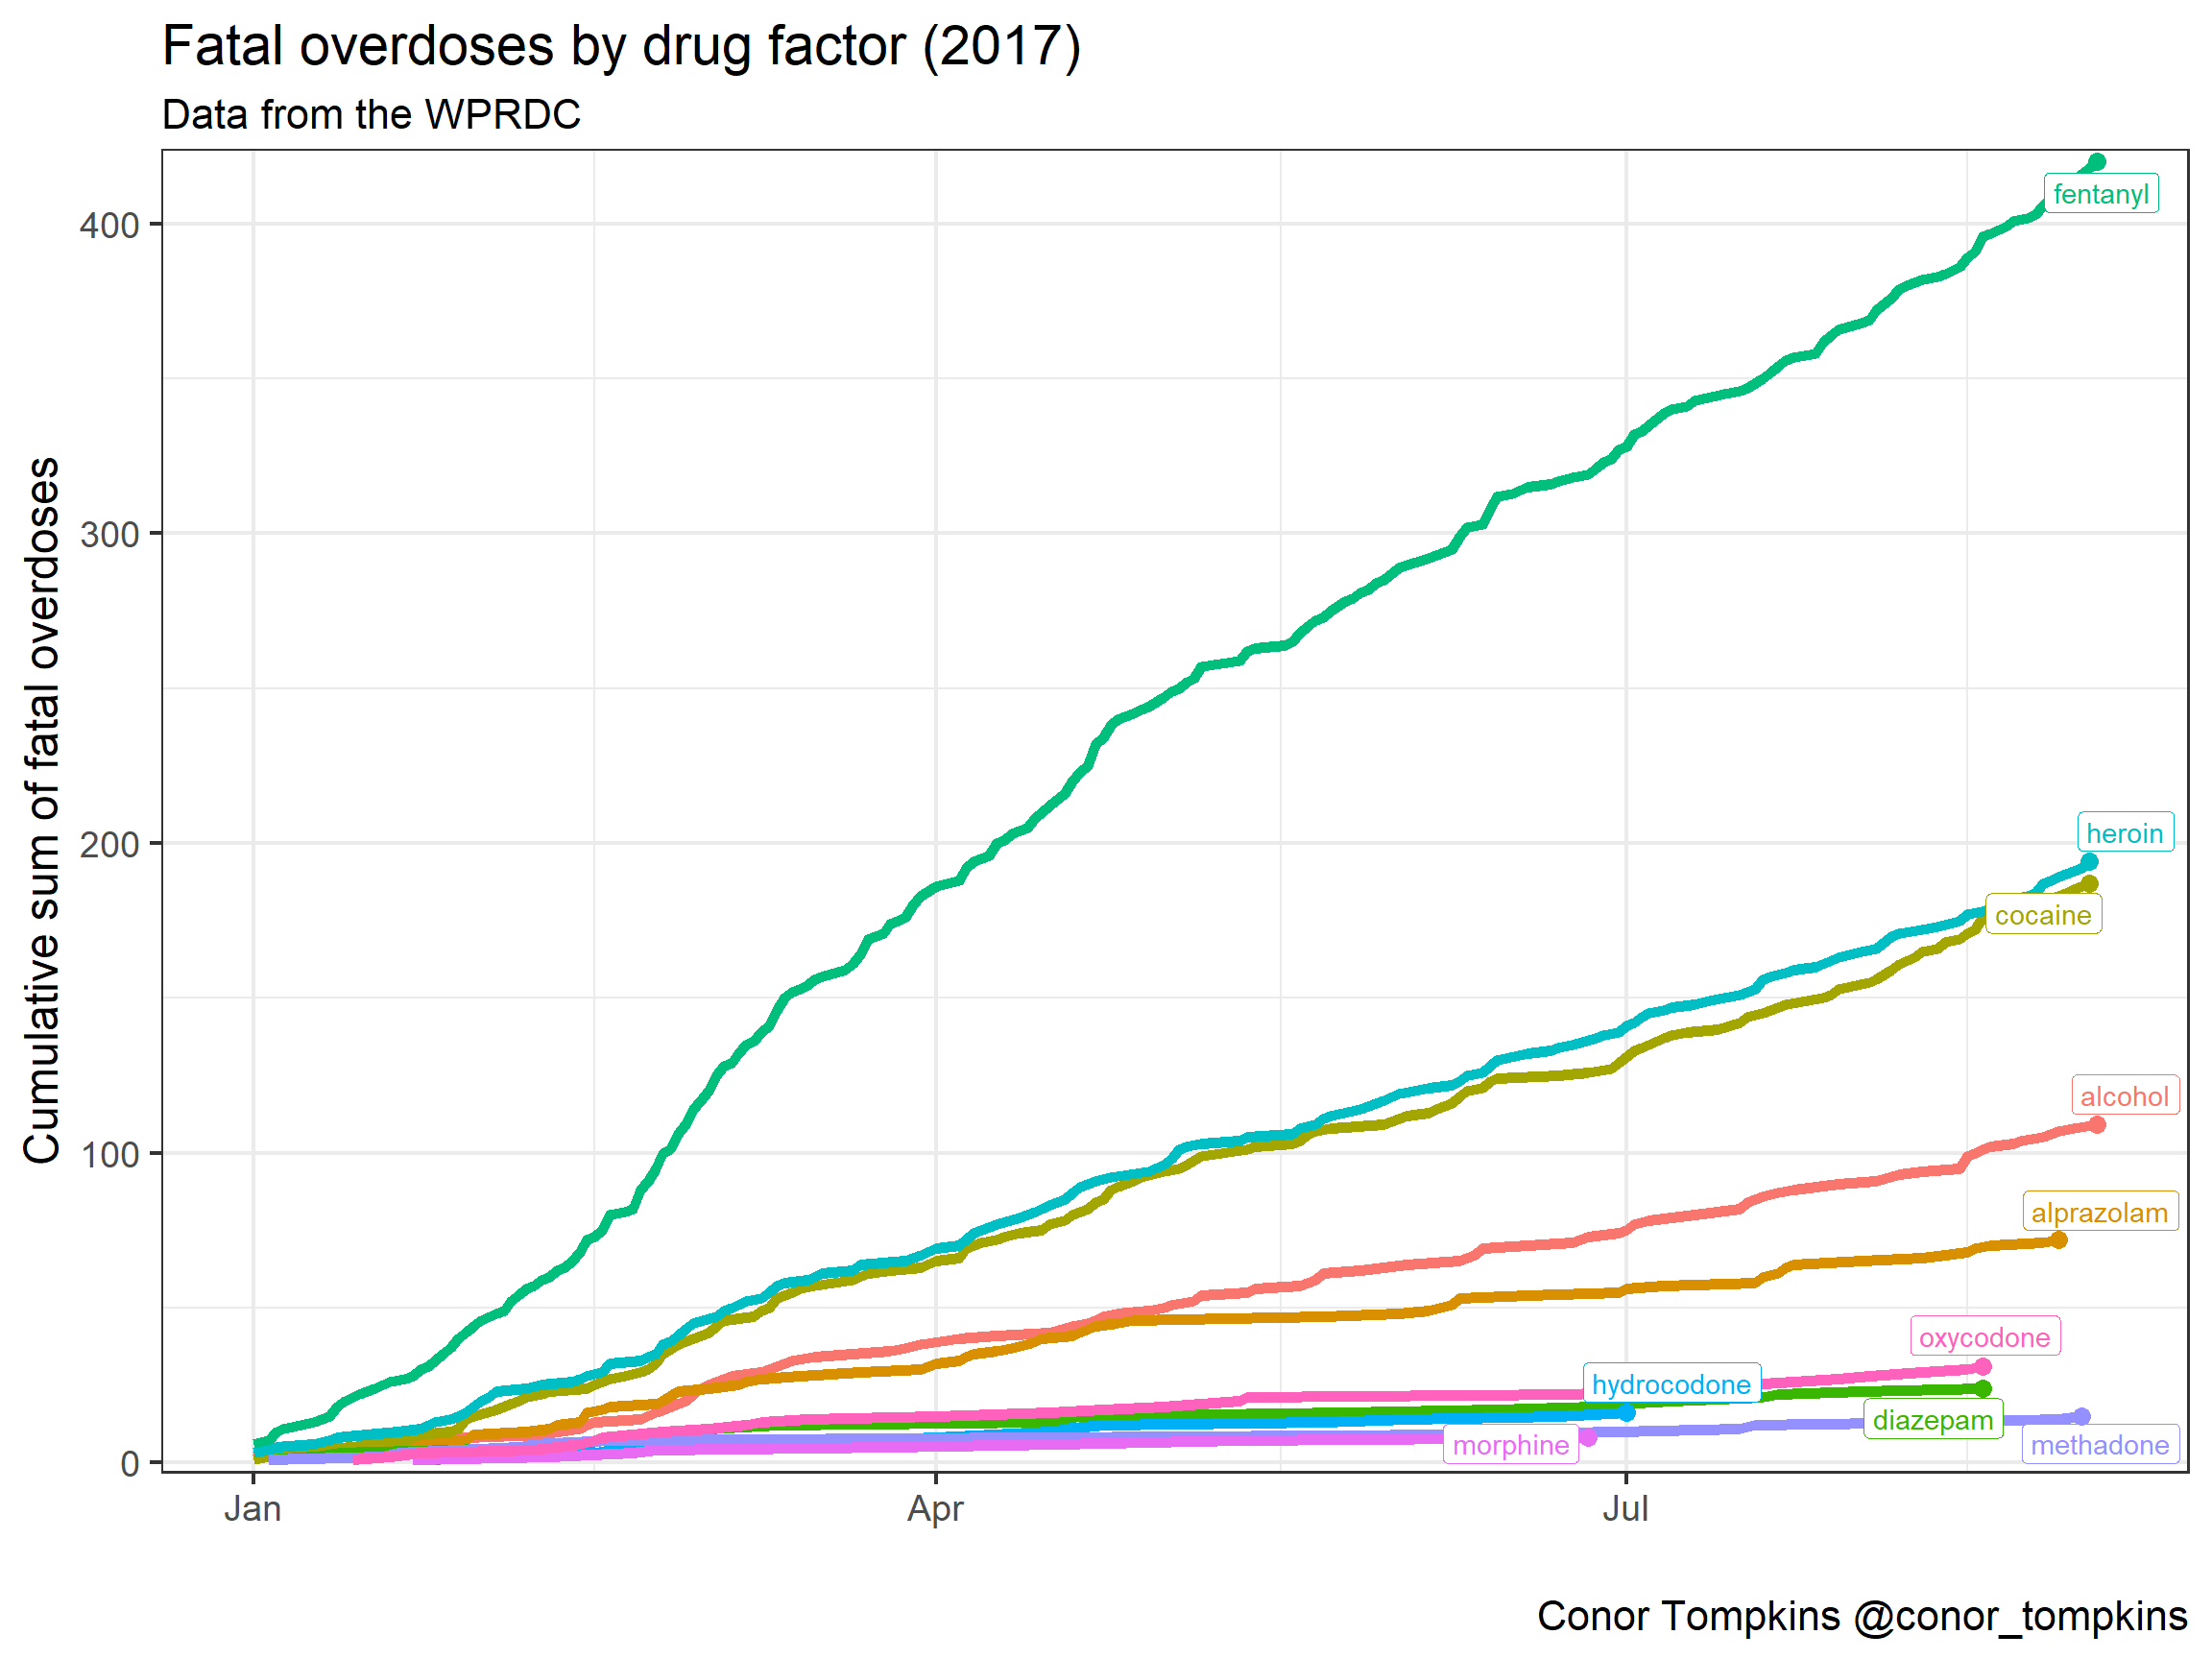 Fatal overdoses by drug factor (2017)
Data from the WPRDC
Cumulative sum of fatal overdoses
400
300
200
100
0
fentanyl
heroin
cocaine
alcohol
alprazolam
oxycodone
hydrocodone
diazepam
morphine
methadone
Jan
Apr
Jul
Conor Tompkins @conor_tompkins